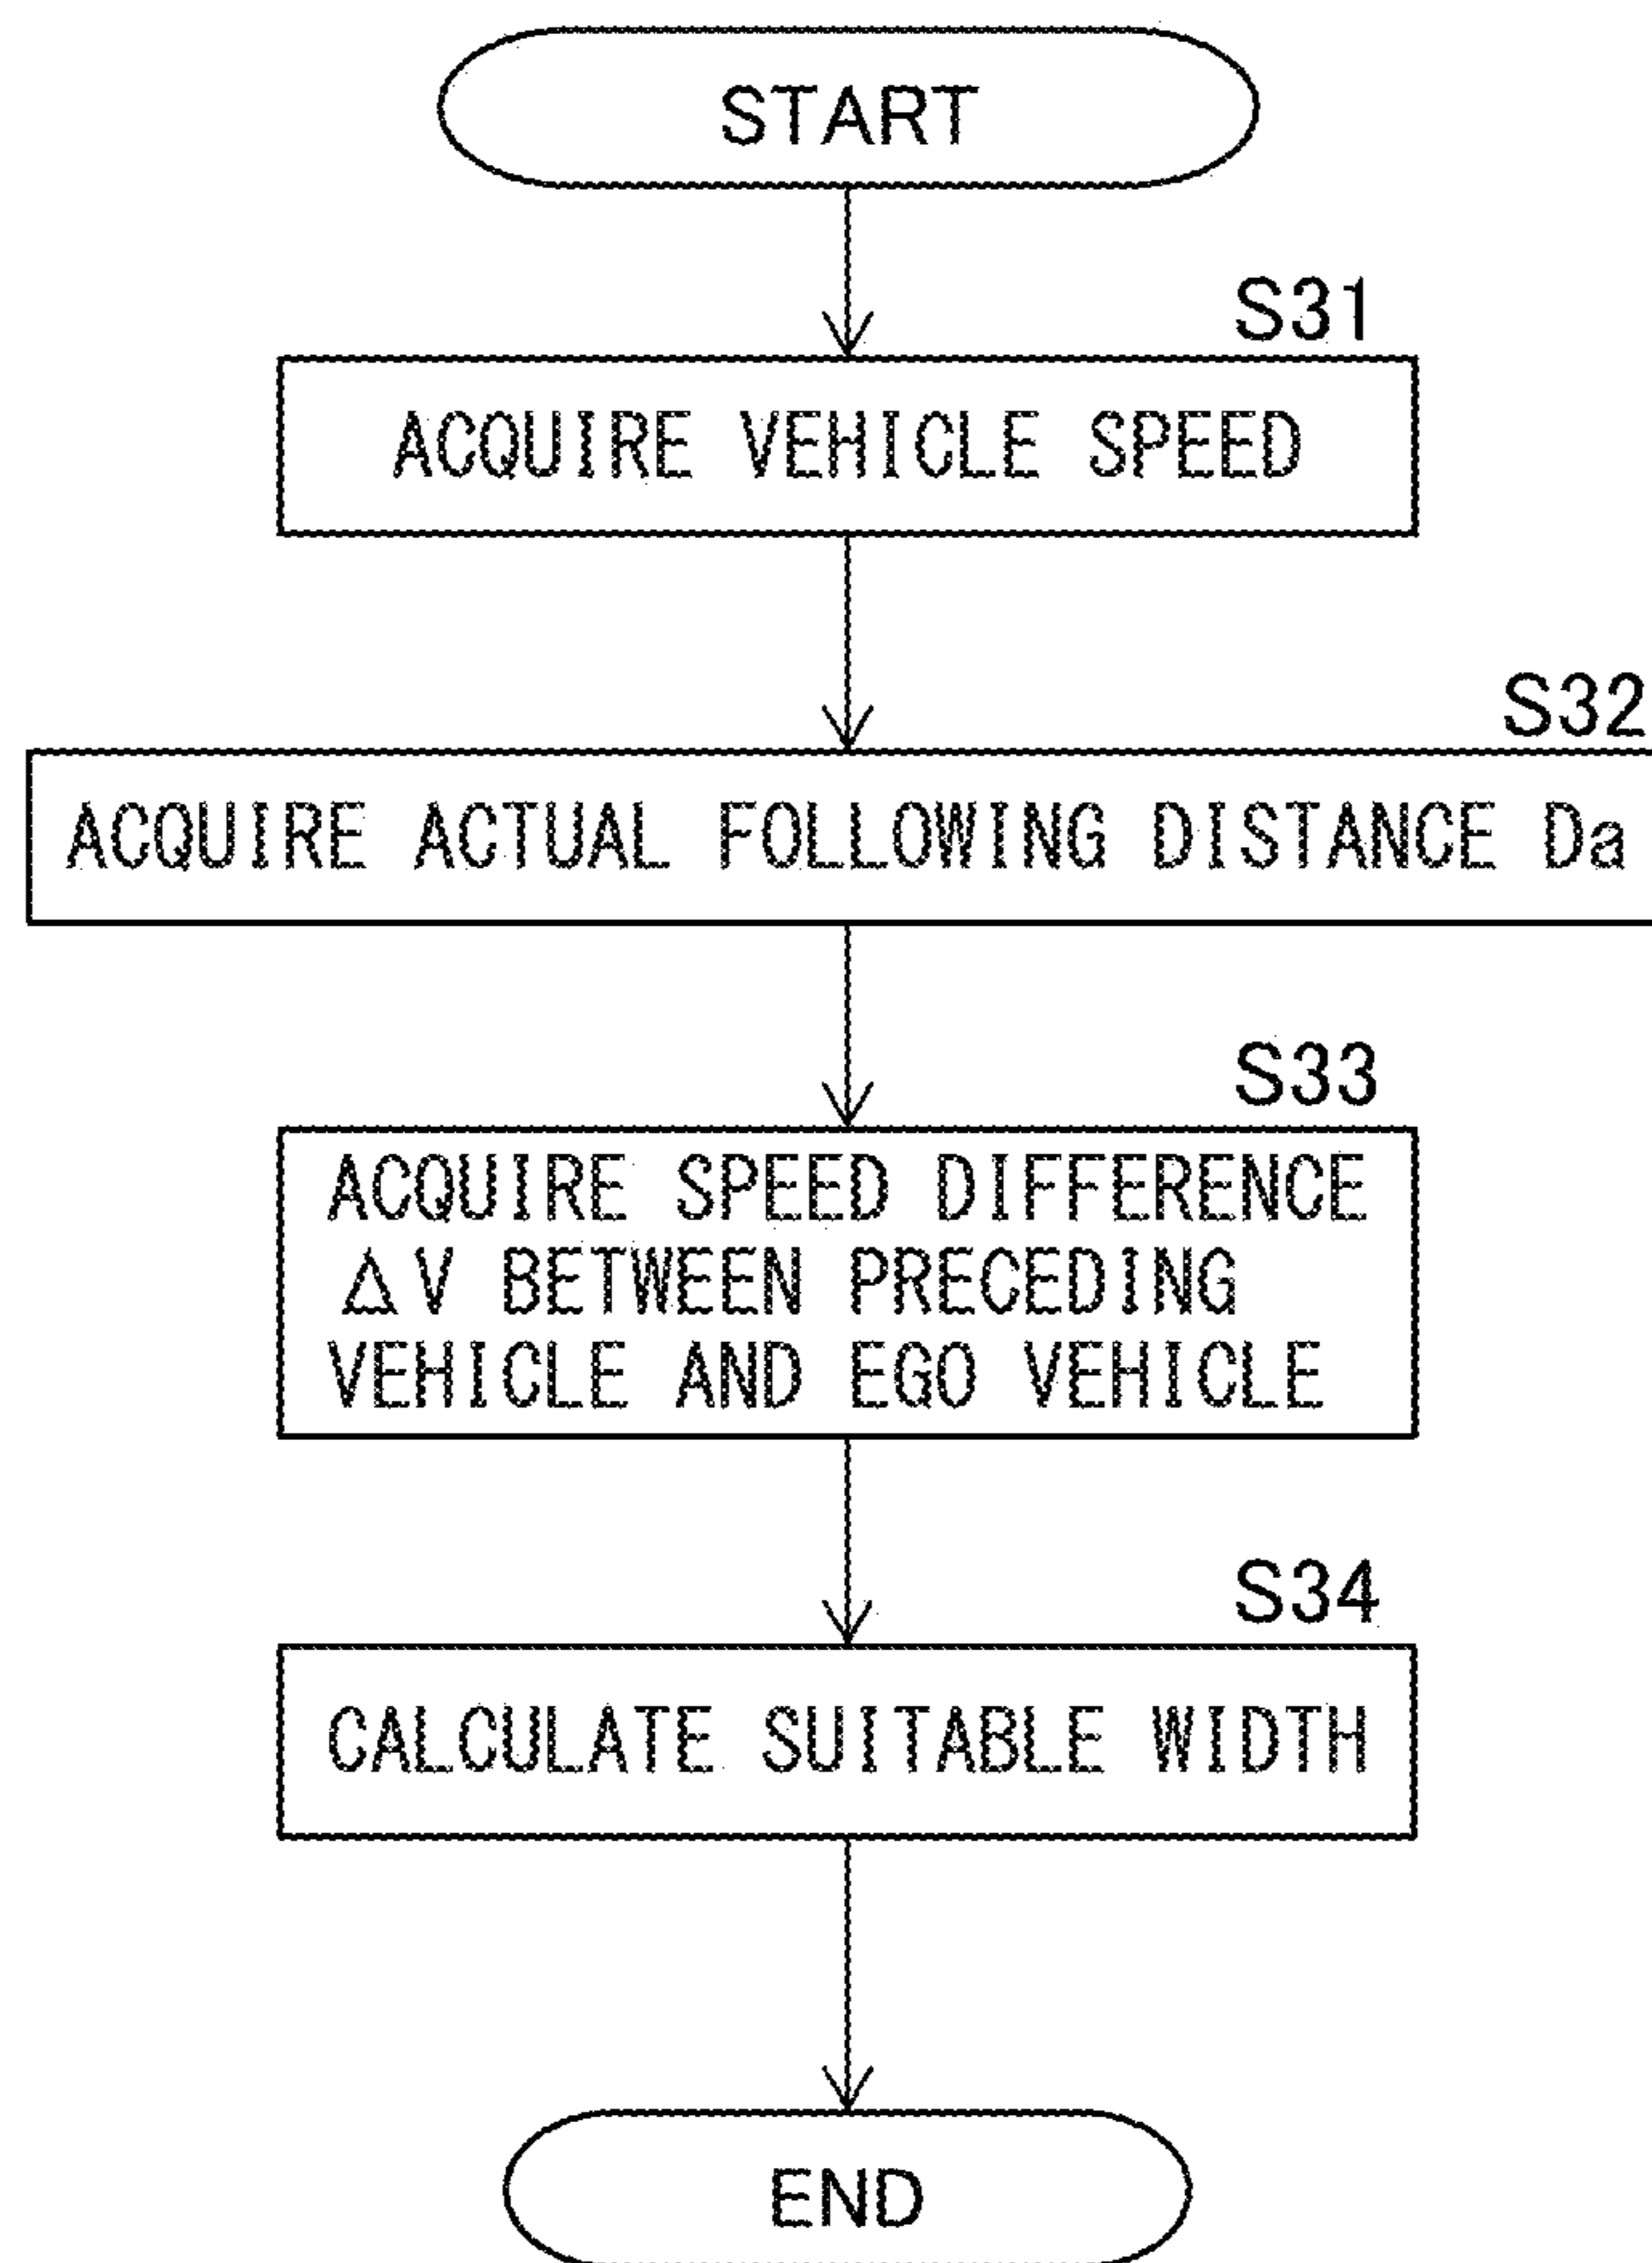 START
S31
ACQUIRE VEHICLE SPEED
S32
ACQUIRE ACTUAL FOLLOWING DISTANCE Da
S33
ACQUIRE SPEED DIFFERENCE
ΔV BETWEEN PRECEDING
VEHICLE AND EGO VEHICLE
S34
CALCULATE SUITABLE WIDTH
END